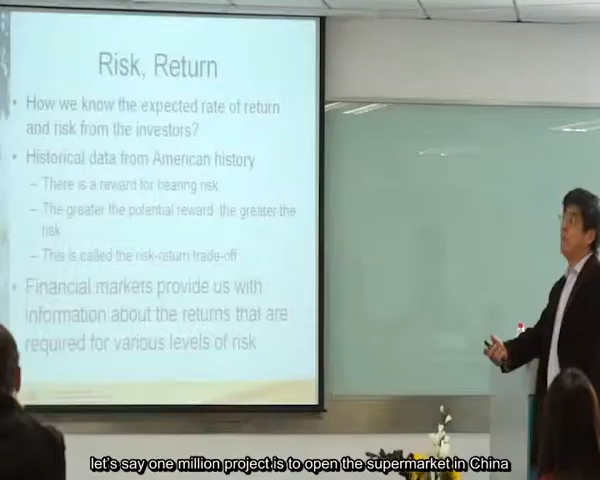 Risk, Return
• How we know the expected rate of return
and risk from the investors?
• Historical data from American history
– There is a reward for bearing risk
– The greater the potential reward the greater the
risk
– This is called the risk-return trade-off
• Financial markets provide us with
information about the returns that are
required for various levels of risk
let's say one million project is to open the supermarket in China